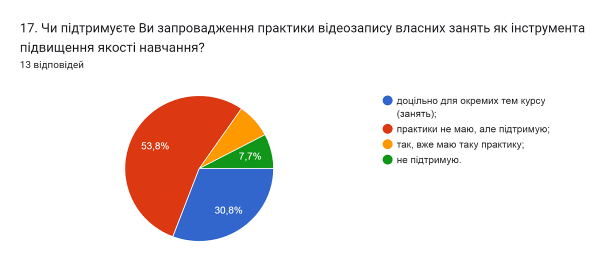 17. Чи підтримуєте Ви запровадження практики відеозапису власних занять як інструмента
підвищення якості навчання?
13 відповідей
доцільно для окремих тем курсу
(занять);
практики не маю, але підтримую;
так, вже маю таку практику;
не підтримую.
53,8%
7,7%
30,8%